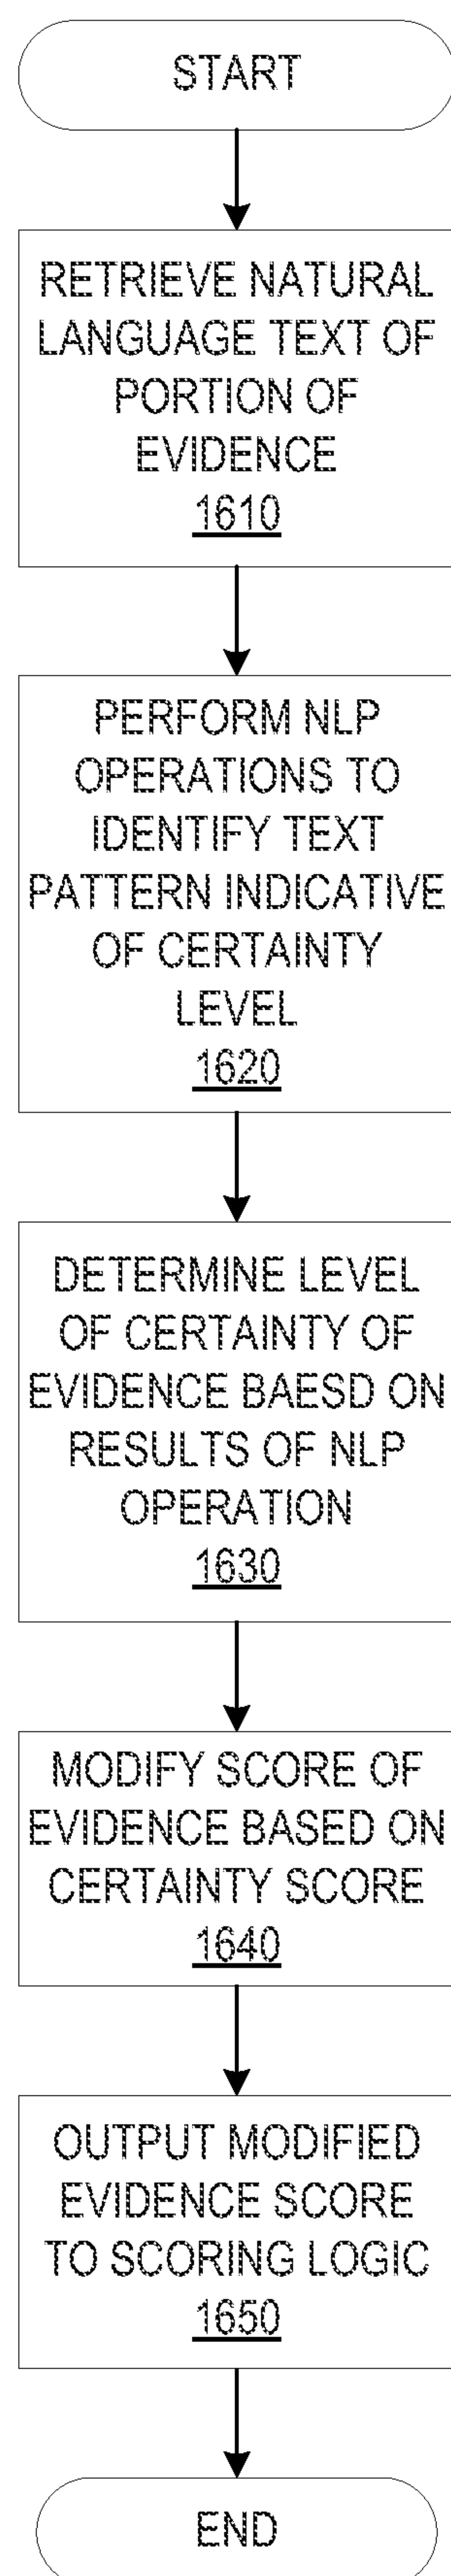 START
RETRIEVE NATURAL
LANGUAGE TEXT OF
PORTION OF
EVIDENCE
1610
PERFORM NLP
OPERATIONS TO
IDENTIFY TEXT
PATTERN INDICATIVE
OF CERTAINTY
LEVEL
1620
DETERMINE LEVEL
OF CERTAINTY OF
EVIDENCE BAESD ON
RESULTS OF NLP
OPERATION
1630
MODIFY SCORE OF
EVIDENCE BASED ON
CERTAINTY SCORE
1640
OUTPUT MODIFIED
EVIDENCE SCORE
TO SCORING LOGIC
1650
END